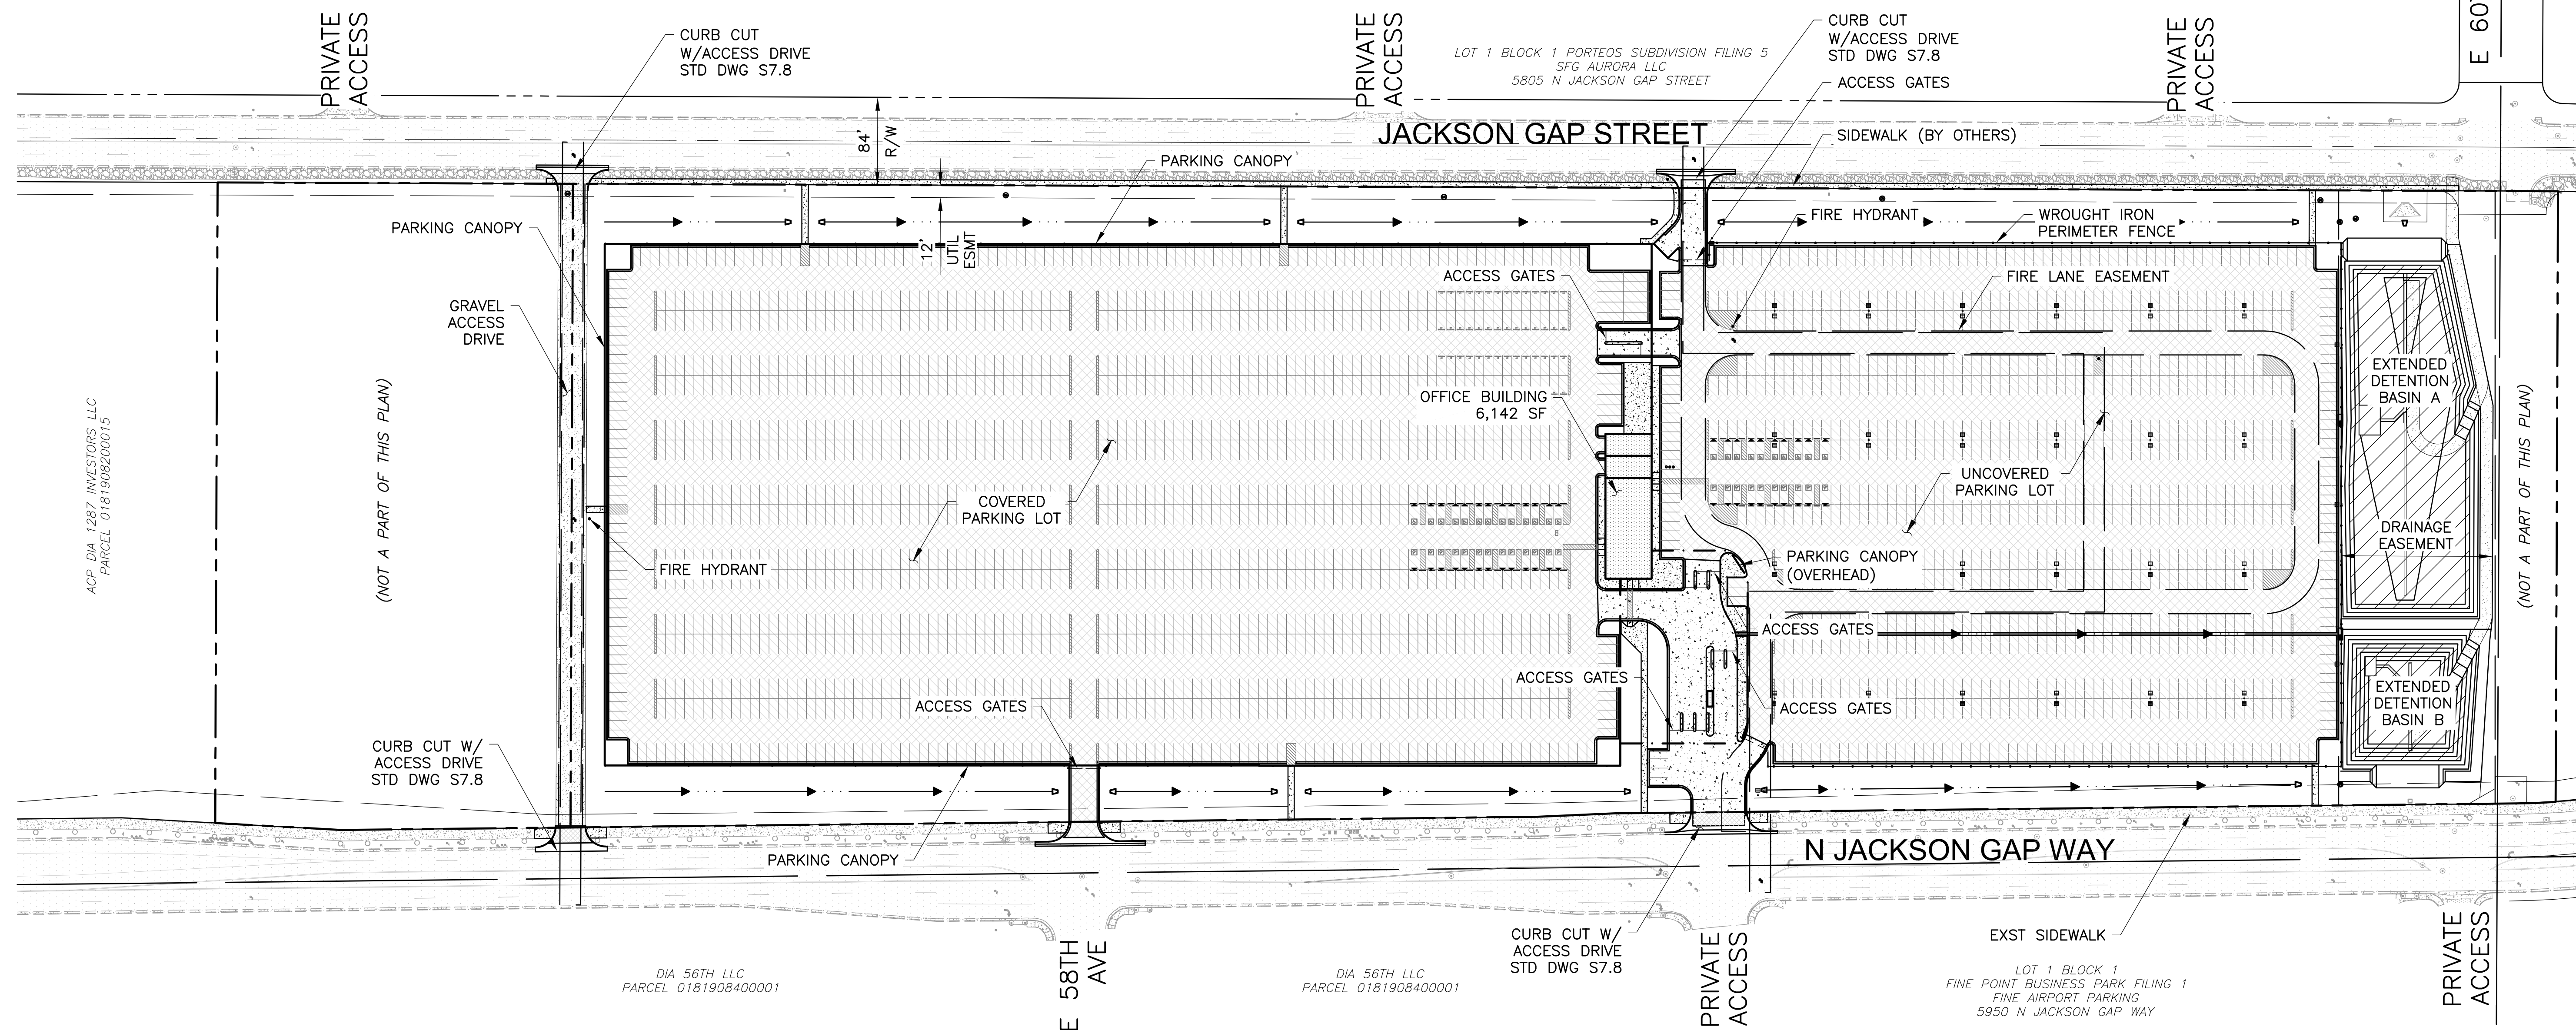 PRIVATE
ACCESS
CURB CUT
W/ACCESS DRIVE
STD DWG S7.8
PRIVATE
ACCESS
LOT 1 BLOCK 1 PORTEOS SUBDIVISION FILING 5
SFG AURORA LLC
5805 N JACKSON GAP STREET
CURB CUT
W/ACCESS DRIVE
STD DWG S7.8
ACCESS GATES
PRIVATE
ACCESS
84'
R/W
JACKSON GAP STREET
SIDEWALK (BY OTHERS)
PARKING CANOPY
PARKING CANOPY
12'
UTIL
ESMT
FIRE HYDRANT
WROUGHT IRON
PERIMETER FENCE
ACCESS GATES
FIRE LANE EASEMENT
GRAVEL
ACCESS
DRIVE
OFFICE BUILDING
6,142 SF
EXTENDED
DETENTION
BASIN A
ACP DIA 1287 INVESTORS LLC
PARCEL 0181908200015
(NOT A PART OF THIS PLAN)
COVERED
PARKING LOT
UNCOVERED
PARKING LOT
(NOT A PART OF THIS PLAN)
DRAINAGE
EASEMENT
FIRE HYDRANT
PARKING CANOPY
(OVERHEAD)
ACCESS GATES
ACCESS GATES
ACCESS GATES
ACCESS GATES
EXTENDED
DETENTION
BASIN B
CURB CUT W/
ACCESS DRIVE
STD DWG S7.8
PARKING CANOPY
N JACKSON GAP WAY
E 58TH
AVE
CURB CUT W/
ACCESS DRIVE
STD DWG S7.8
PRIVATE
ACCESS
EXST SIDEWALK
PRIVATE
ACCESS
DIA 56TH LLC
PARCEL 0181908400001
DIA 56TH LLC
PARCEL 0181908400001
LOT 1 BLOCK 1
FINE POINT BUSINESS PARK FILING 1
FINE AIRPORT PARKING
5950 N JACKSON GAP WAY